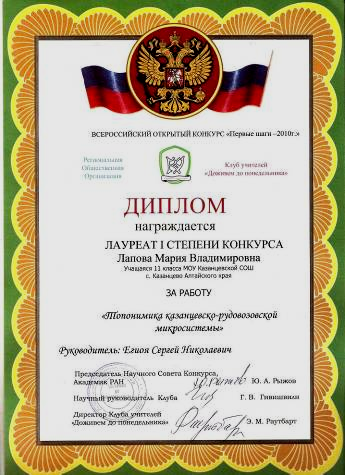 ВСЕРОССИЙСКИЙ ОТКРЫТЫЙ КОНКУРС «Первые шаги –2010г.»
Региональная
Общественная
Организация
Клуб учителей
«Доживем до понедельника»
ДИПЛОМ
награждается
ЛАУРЕАТ I СТЕПЕНИ КОНКУРСА
Лапова Мария Владимировна
Учащаяся 11 класса МОУ Казанцевской СОШ
с. Казанцево Алтайского края
ЗА РАБОТУ
«Топонимика казанцевско-рудовозовской
микросистемы»
Руководитель: Егиоя Сергей Николаевич
Председатель Научного Совета Конкурса,
Академик РАН
Ю. А. Рыжов
Научный руководитель Клуба
Г. В. Гивишвили
Директор Клуба учителей
«Доживем до понедельника»
Э. М. Раутбарт